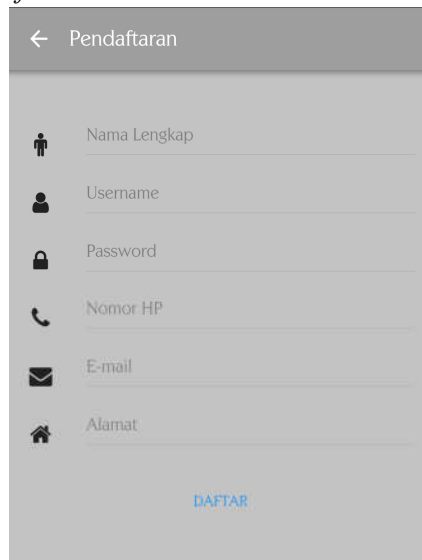 Pendaftaran
Nama Lengkap
Username
Password
Nomor HP
E-mail
Alamat
DAFTAR